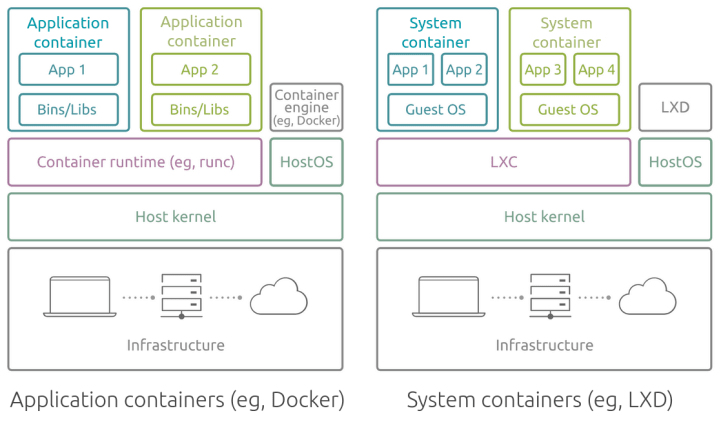 Application
container
App 1
Bins/Libs
Application
container
App 2
Bins/Libs
Container
engine
(eg, Docker)
Container runtime (eg, runc)
HostOS
Host kernel
Infrastructure
Application containers (eg, Docker)
System
container
App 1
App 2
Guest OS
System
container
App 3
App 4
Guest OS
LXD
LXC
HostOS
Host kernel
Infrastructure
System containers (eg, LXD)